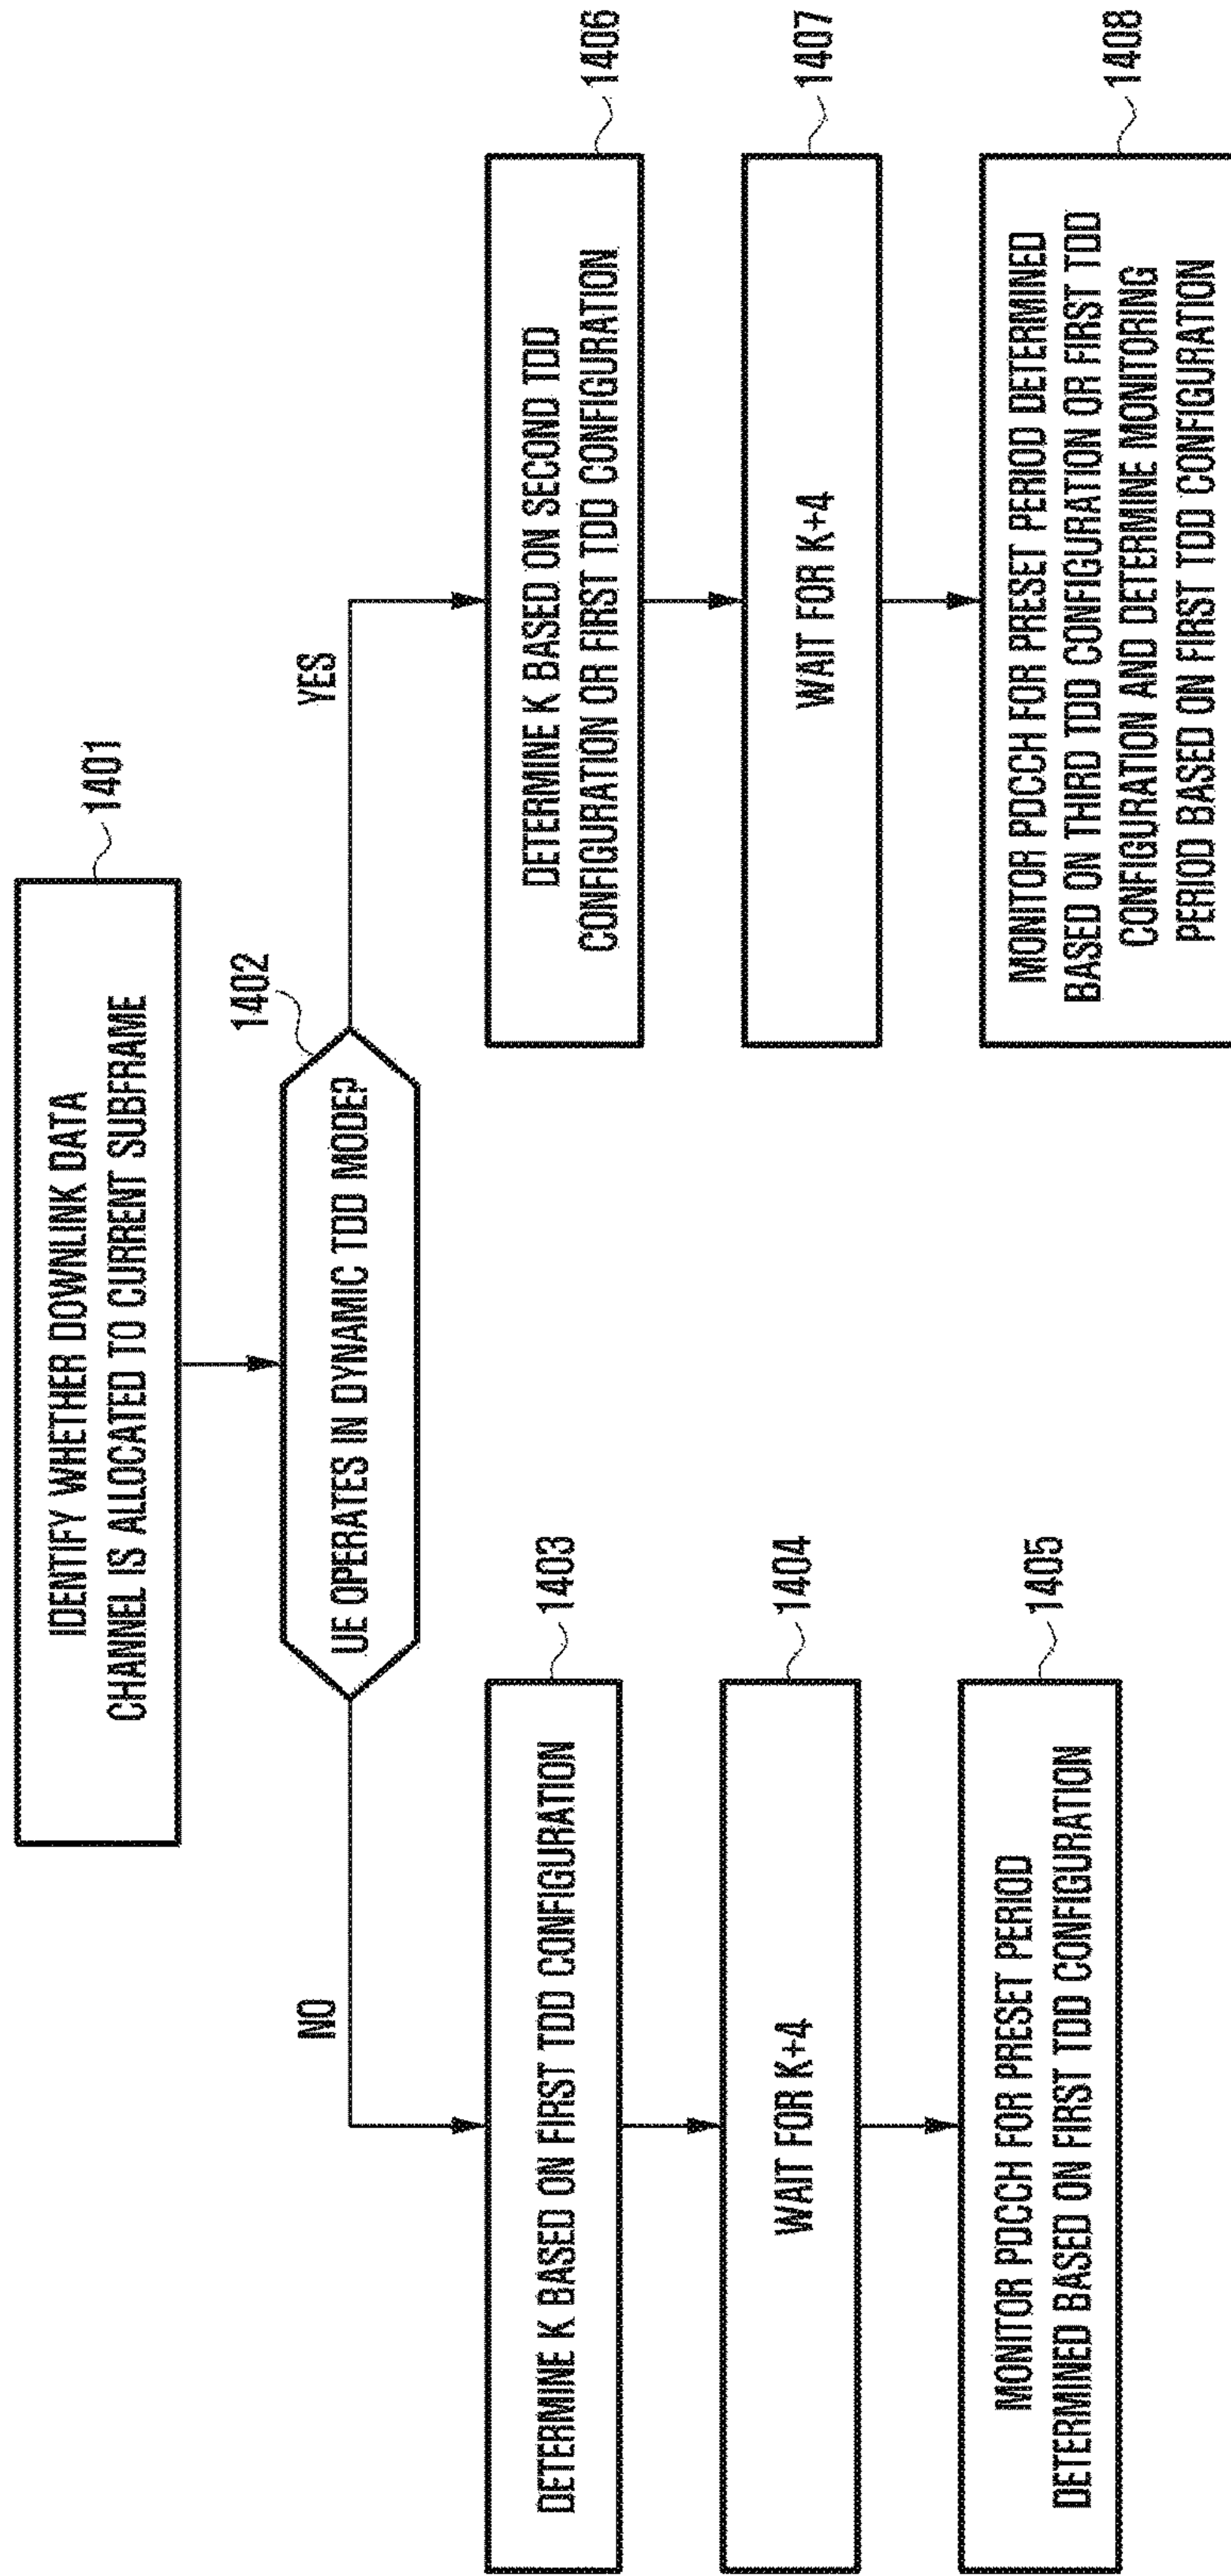 IDENTIFY WHETHER DOWNLINK DATA
CHANNEL IS ALLOCATED TO CURRENT SUBFRAME
1401
UE OPERATES IN DYNAMIC TDD MODE?
1402
NO
YES
DETERMINE K BASED ON FIRST TDD CONFIGURATION
1403
WAIT FOR K+4
1404
MONITOR PDCCH FOR PRESET PERIOD
DETERMINED BASED ON FIRST TDD CONFIGURATION
1405
DETERMINE K BASED ON SECOND TDD
CONFIGURATION OR FIRST TDD CONFIGURATION
1406
WAIT FOR K+4
1407
MONITOR PDCCH FOR PRESET PERIOD DETERMINED
BASED ON THIRD TDD CONFIGURATION OR FIRST TDD
CONFIGURATION AND DETERMINE MONITORING
PERIOD BASED ON FIRST TDD CONFIGURATION
1408